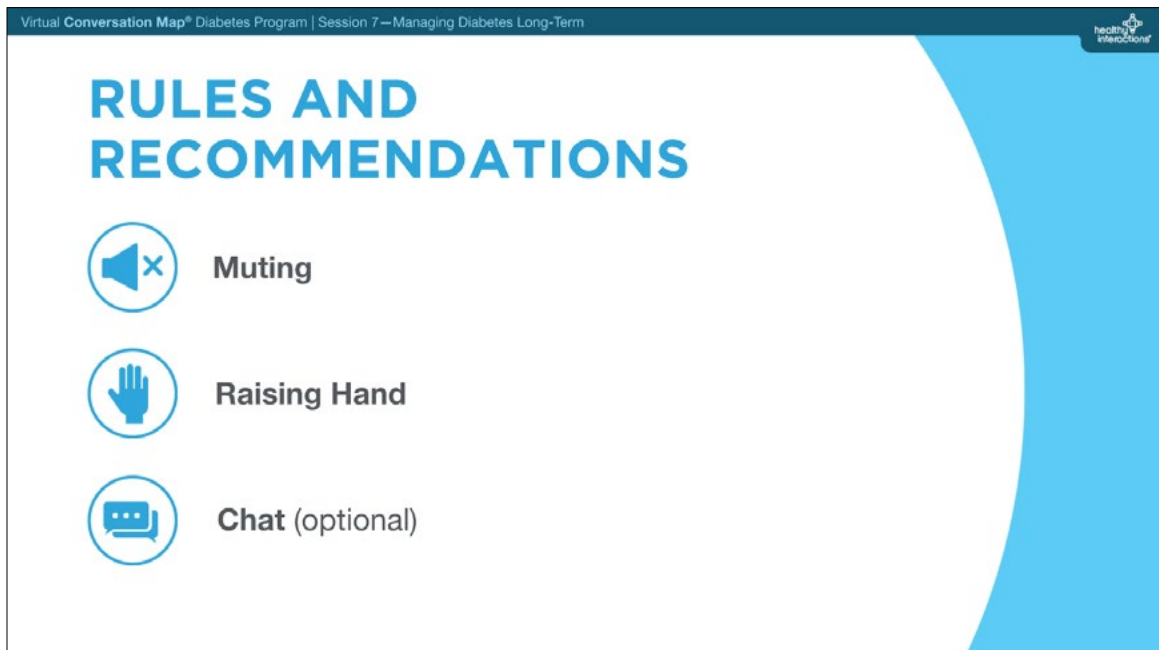 Virtual Conversation Map® Diabetes Program | Session 7—Managing Diabetes Long-Term
healthy
interactions®
RULES AND
RECOMMENDATIONS
Muting
Raising Hand
Chat (optional)